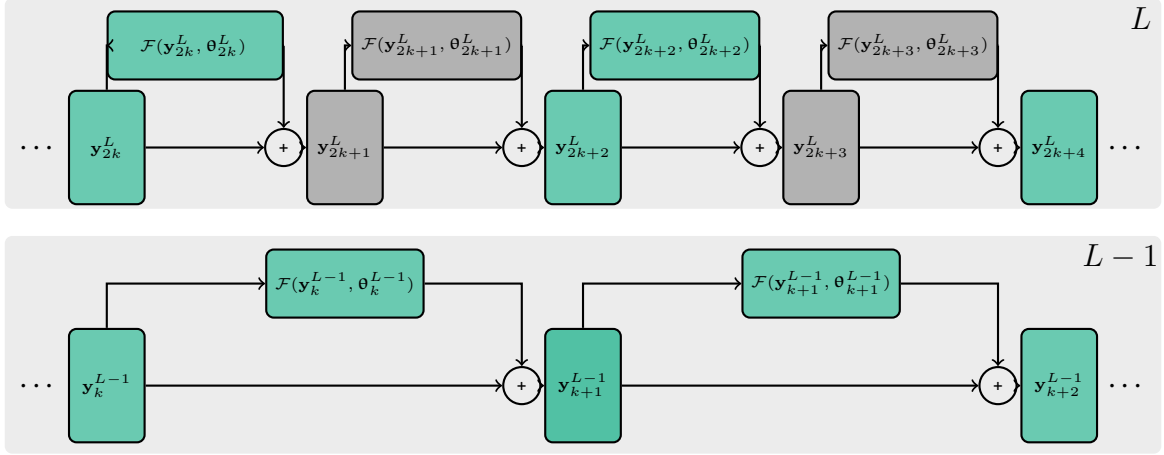 L
𝓕(𝐲^L_{2k}, θ^L_{2k}) 𝓕(𝐲^L_{2k+1}, θ^L_{2k+1}) 𝓕(𝐲^L_{2k+2}, θ^L_{2k+2}) 𝓕(𝐲^L_{2k+3}, θ^L_{2k+3})
⋯ 𝐲^L_{2k} + 𝐲^L_{2k+1} + 𝐲^L_{2k+2} + 𝐲^L_{2k+3} + 𝐲^L_{2k+4} ⋯
L − 1
𝓕(𝐲^{L−1}_k, θ^{L−1}_k) 𝓕(𝐲^{L−1}_{k+1}, θ^{L−1}_{k+1})
⋯ 𝐲^{L−1}_k + 𝐲^{L−1}_{k+1} + 𝐲^{L−1}_{k+2} ⋯